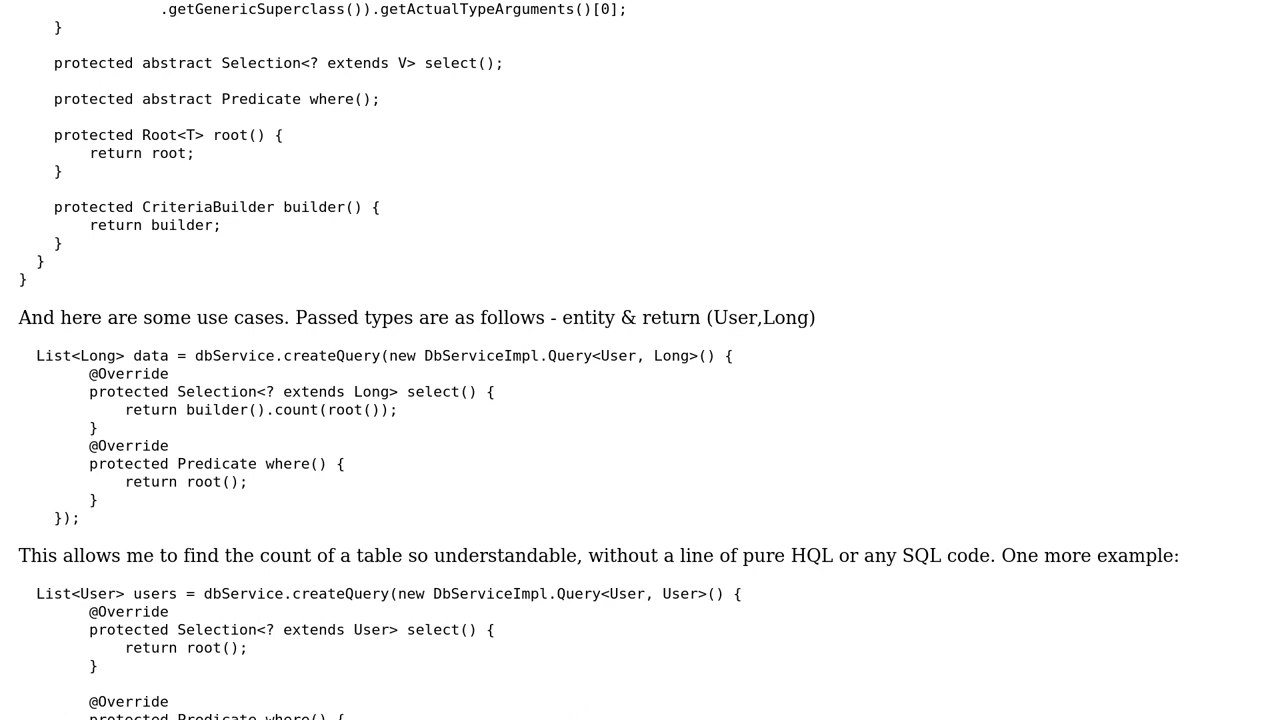 .getGenericSuperclass()).getActualTypeArguments()[0];
}
protected abstract Selection<? extends V> select();
protected abstract Predicate where();
protected Root<T> root() {
return root;
}
protected CriteriaBuilder builder() {
return builder;
}
}
}
And here are some use cases. Passed types are as follows - entity & return (User,Long)
List<Long> data = dbService.createQuery(new DbServiceImpl.Query<User, Long>() {
@Override
protected Selection<? extends Long> select() {
return builder().count(root());
}
@Override
protected Predicate where() {
return root();
}
});
This allows me to find the count of a table so understandable, without a line of pure HQL or any SQL code. One more example:
List<User> users = dbService.createQuery(new DbServiceImpl.Query<User, User>() {
@Override
protected Selection<? extends User> select() {
return root();
}
@Override
protected Predicate where() {